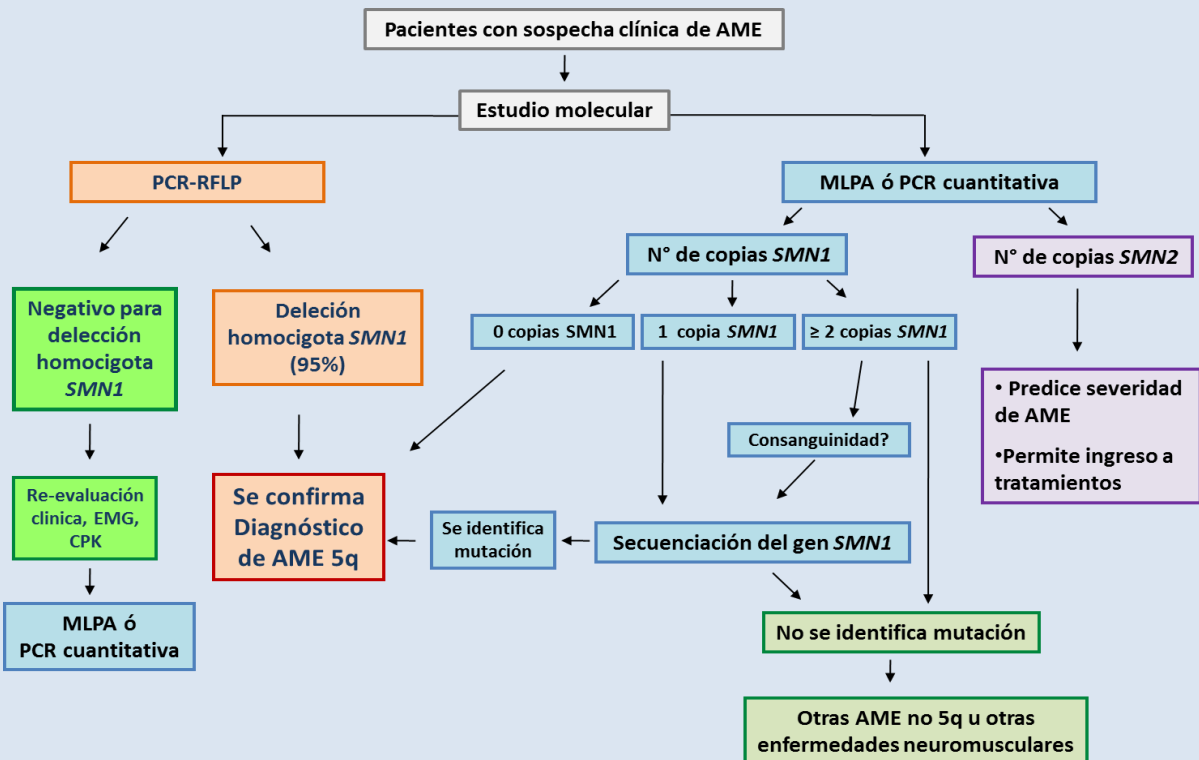 Pacientes con sospecha clínica de AME
Estudio molecular
PCR-RFLP
MLPA ó PCR cuantitativa
N° de copias SMN1
N° de copias SMN2
Negativo para
delección
homocigota
SMN1
Deleción
homocigota SMN1
(95%)
0 copias SMN1
1 copia SMN1
≥ 2 copias SMN1
• Predice severidad
de AME
•Permite ingreso a
tratamientos
Consanguinidad?
Re-evaluación
clinica, EMG,
CPK
Se confirma
Diagnóstico
de AME 5q
Se identifica
mutación
Secuenciación del gen SMN1
MLPA ó
PCR cuantitativa
No se identifica mutación
Otras AME no 5q u otras
enfermedades neuromusculares